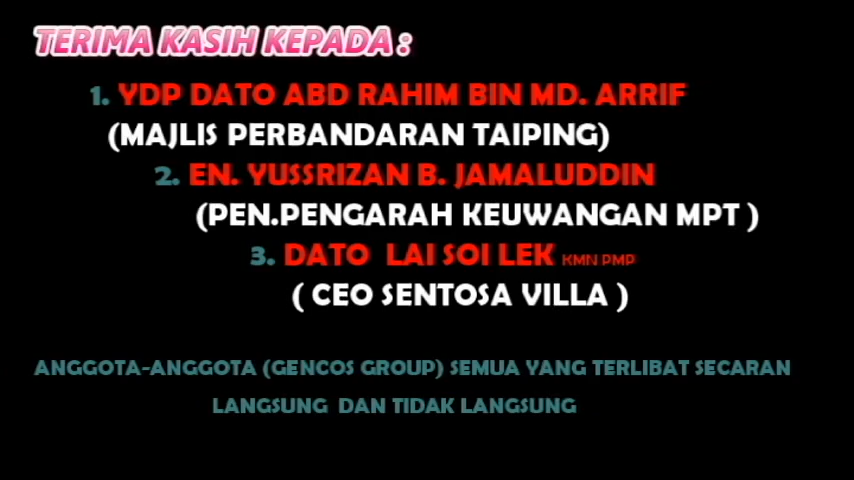 TERIMA KASIH KEPADA :
1. YDP DATO ABD RAHIM BIN MD. ARRIF
(MAJLIS PERBANDARAN TAIPING)
2. EN. YUSSRIZAN B. JAMALUDDIN
(PEN.PENGARAH KEUWANGAN MPT )
3. DATO LAI SOI LEK KMN PMP
( CEO SENTOSA VILLA )
ANGGOTA-ANGGOTA (GENCOS GROUP) SEMUA YANG TERLIBAT SECARAN
LANGSUNG DAN TIDAK LANGSUNG